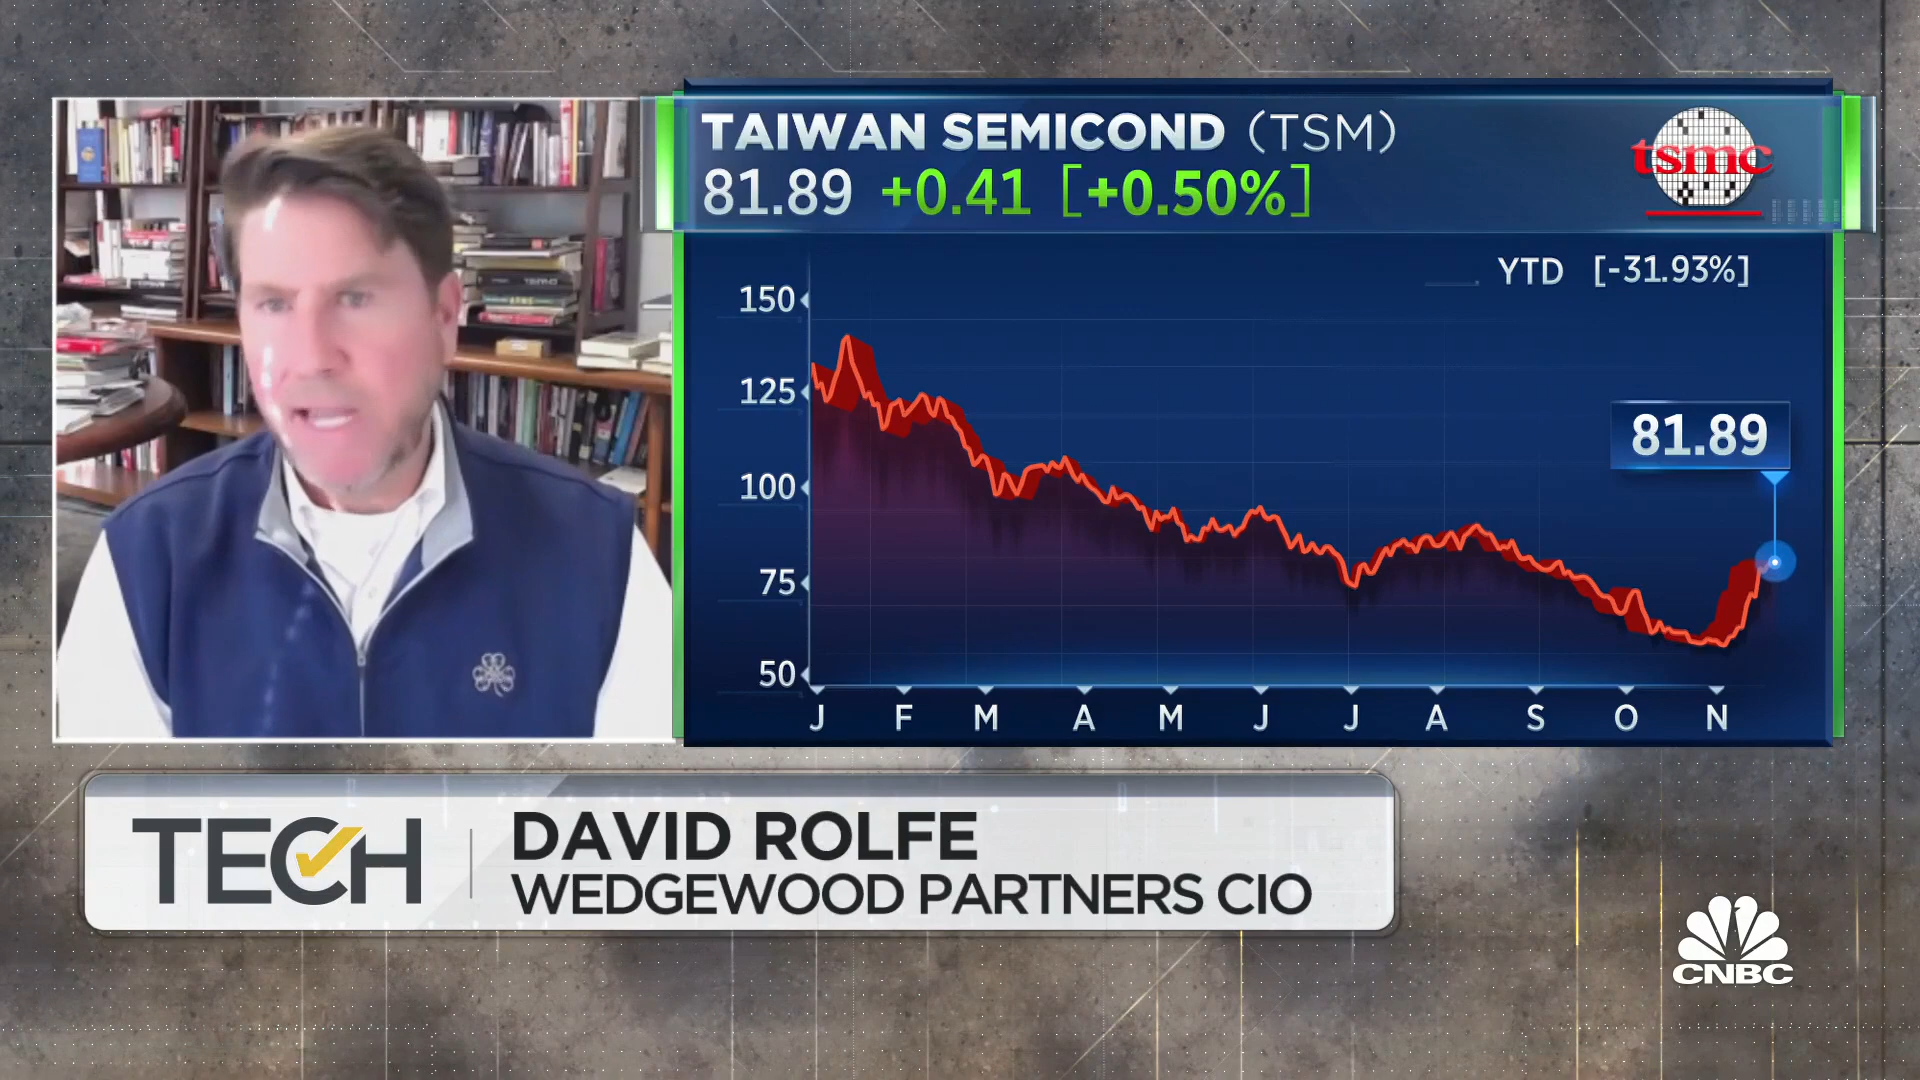 TAIWAN SEMICOND (TSM)
81.89 +0.41 [+0.50%]
tsmc
YTD [-31.93%]
150
125
100
75
50
81.89
J F M A M J J A S O N
TECH
DAVID ROLFE
WEDGEWOOD PARTNERS CIO
CNBC